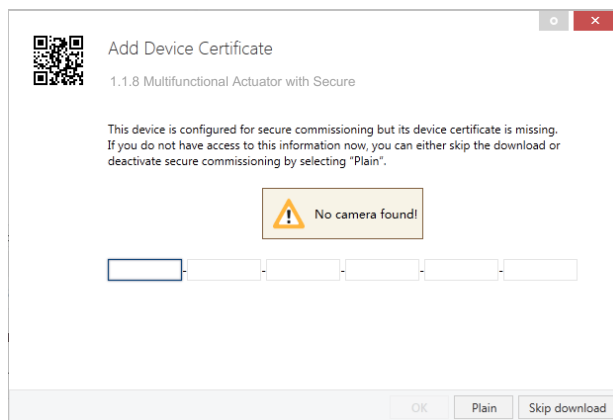 Add Device Certificate
1.1.8 Multifunctional Actuator with Secure
This device is configured for secure commissioning but its device certificate is missing.
If you do not have access to this information now, you can either skip the download or
deactivate secure commissioning by selecting "Plain".
No camera found!
- - - - -
OK Plain Skip download